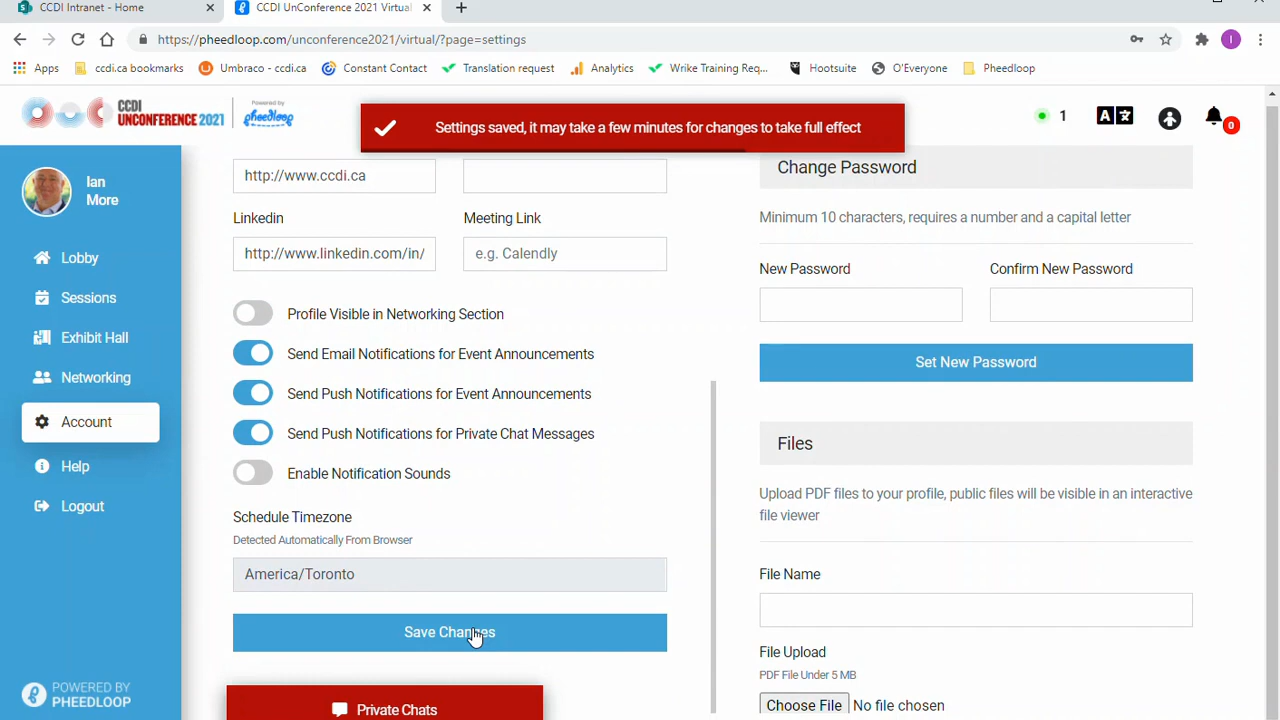 CCDI Intranet - Home
CCDI UnConference 2021 Virtual
https://pheedloop.com/unconference2021/virtual/?page=settings
I
Apps
ccdi.ca bookmarks
Umbraco - ccdi.ca
Constant Contact
Translation request
Analytics
Wrike Training Req...
Hootsuite
O'Everyone
Pheedloop
CCDI
UNCONFERENCE 2021
Powered by
pheedloop
Settings saved, it may take a few minutes for changes to take full effect
1
A
0
Ian
More
Lobby
Sessions
Exhibit Hall
Networking
Account
Help
Logout
POWERED BY
PHEEDLOOP
http://www.ccdi.ca
Linkedin
Meeting Link
http://www.linkedin.com/in/
e.g. Calendly
Profile Visible in Networking Section
Send Email Notifications for Event Announcements
Send Push Notifications for Event Announcements
Send Push Notifications for Private Chat Messages
Enable Notification Sounds
Schedule Timezone
Detected Automatically From Browser
America/Toronto
Save Changes
Private Chats
Change Password
Minimum 10 characters, requires a number and a capital letter
New Password
Confirm New Password
Set New Password
Files
Upload PDF files to your profile, public files will be visible in an interactive
file viewer
File Name
File Upload
PDF File Under 5 MB
Choose File No file chosen